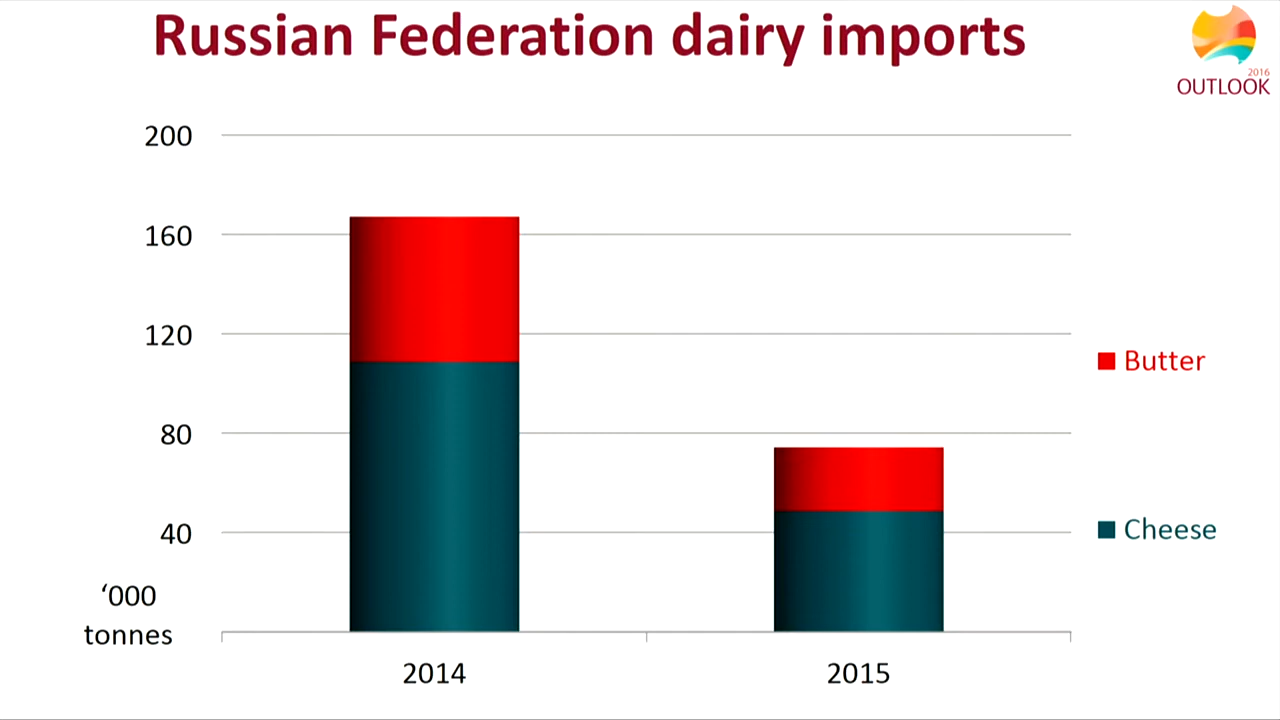 Russian Federation dairy imports
2016
OUTLOOK
200
160
120
80
40
‘000
tonnes
Butter
Cheese
2014
2015